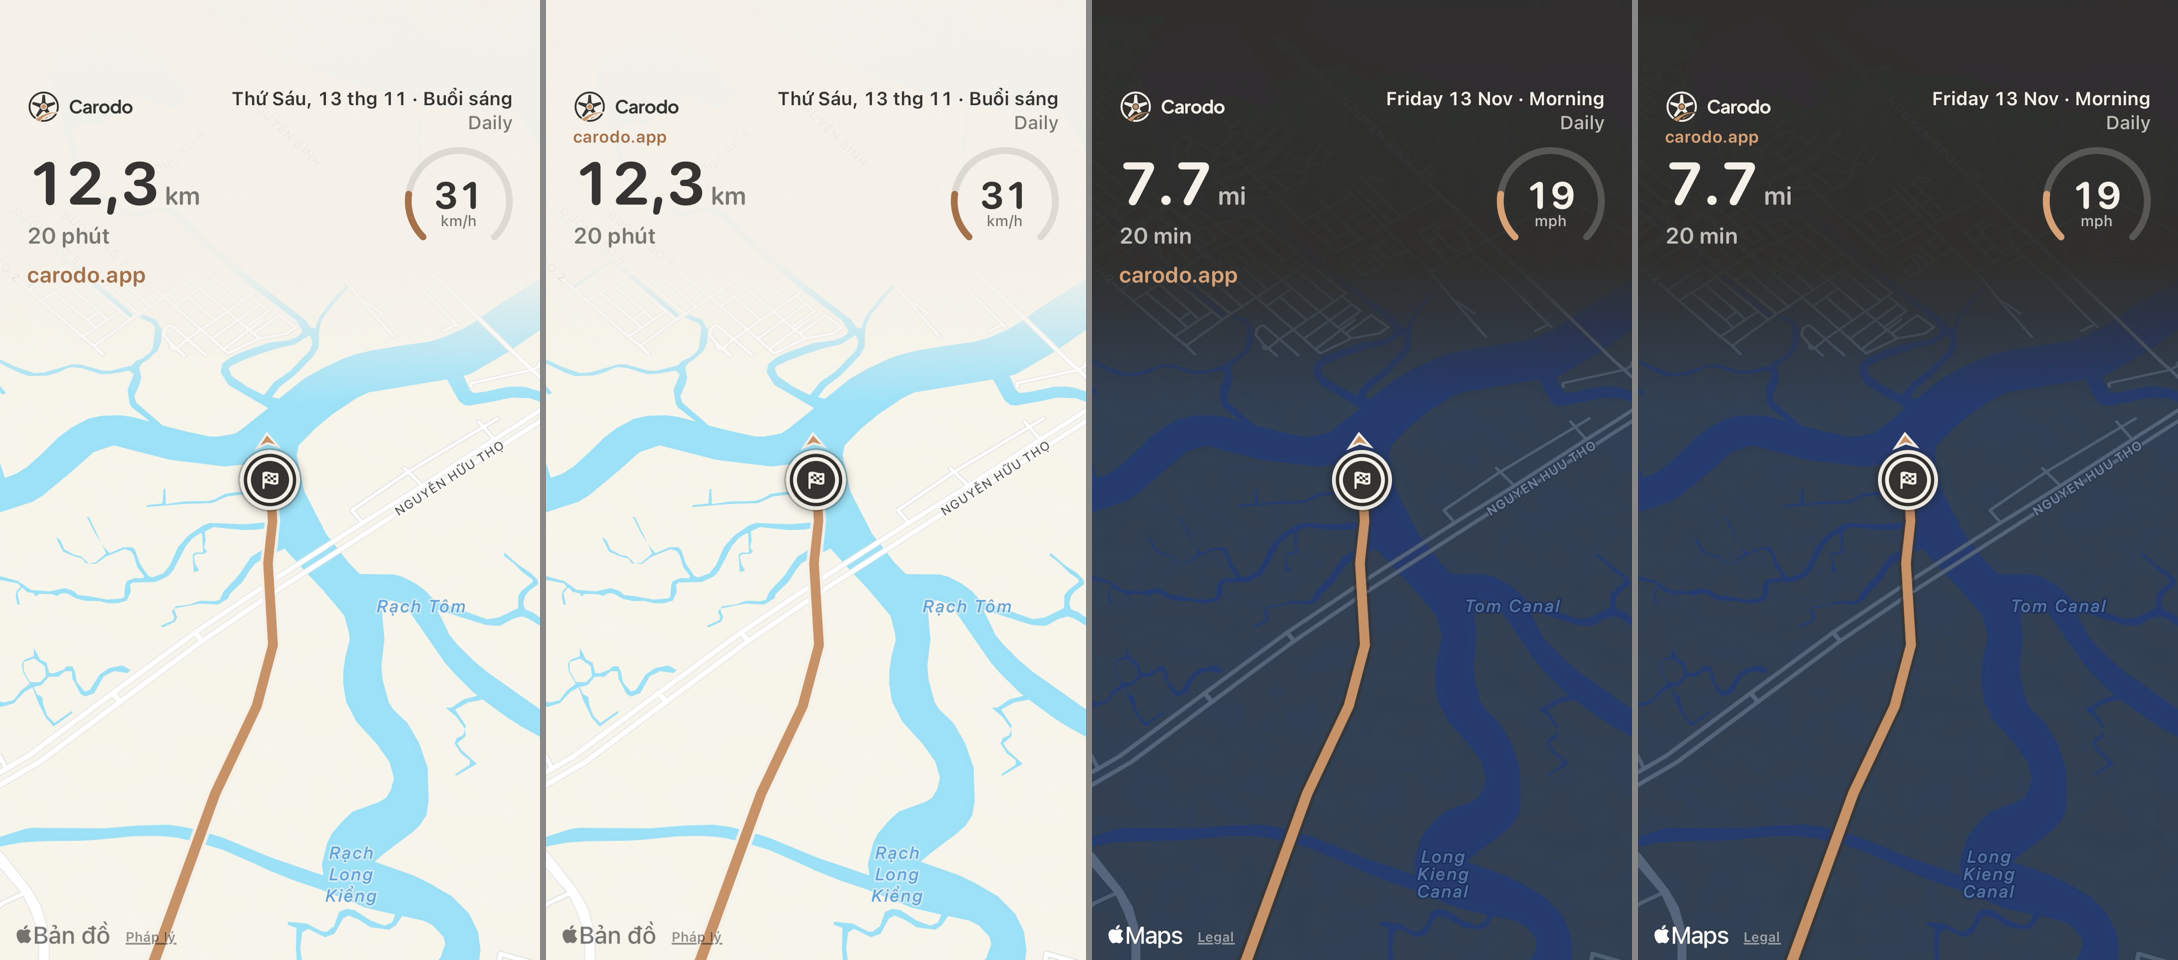 Carodo
Thứ Sáu, 13 thg 11 · Buổi sáng
Daily
12,3 km
31
km/h
20 phút
carodo.app
NGUYỄN HỮU THỌ
Rạch Tôm
Rạch
Long
Kiểng
Bản đồ
Pháp lý
Carodo
carodo.app
Thứ Sáu, 13 thg 11 · Buổi sáng
Daily
12,3 km
31
km/h
20 phút
NGUYỄN HỮU THỌ
Rạch Tôm
Rạch
Long
Kiểng
Bản đồ
Pháp lý
Carodo
Friday 13 Nov · Morning
Daily
7.7 mi
19
mph
20 min
carodo.app
NGUYEN HUU THO
Tom Canal
Long
Kieng
Canal
Maps
Legal
Carodo
carodo.app
Friday 13 Nov · Morning
Daily
7.7 mi
19
mph
20 min
NGUYEN HUU THO
Tom Canal
Long
Kieng
Canal
Maps
Legal